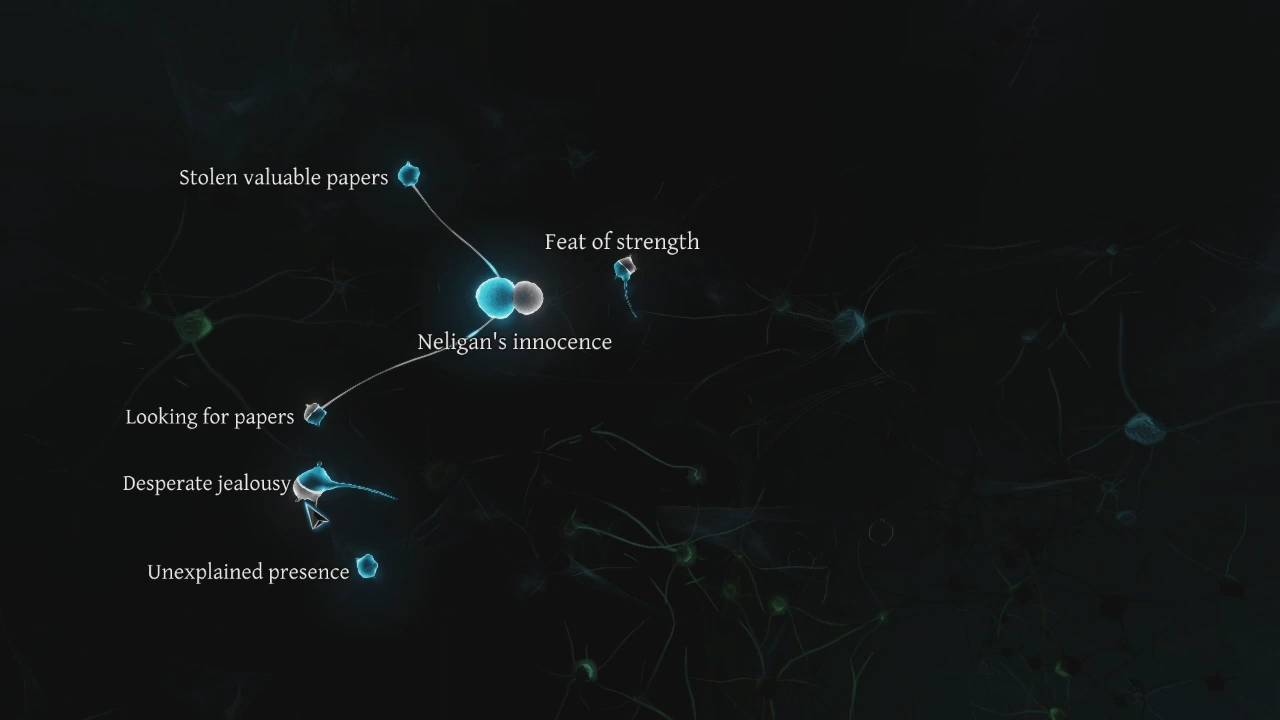 Stolen valuable papers
Feat of strength
Neligan's innocence
Looking for papers
Desperate jealousy
Unexplained presence